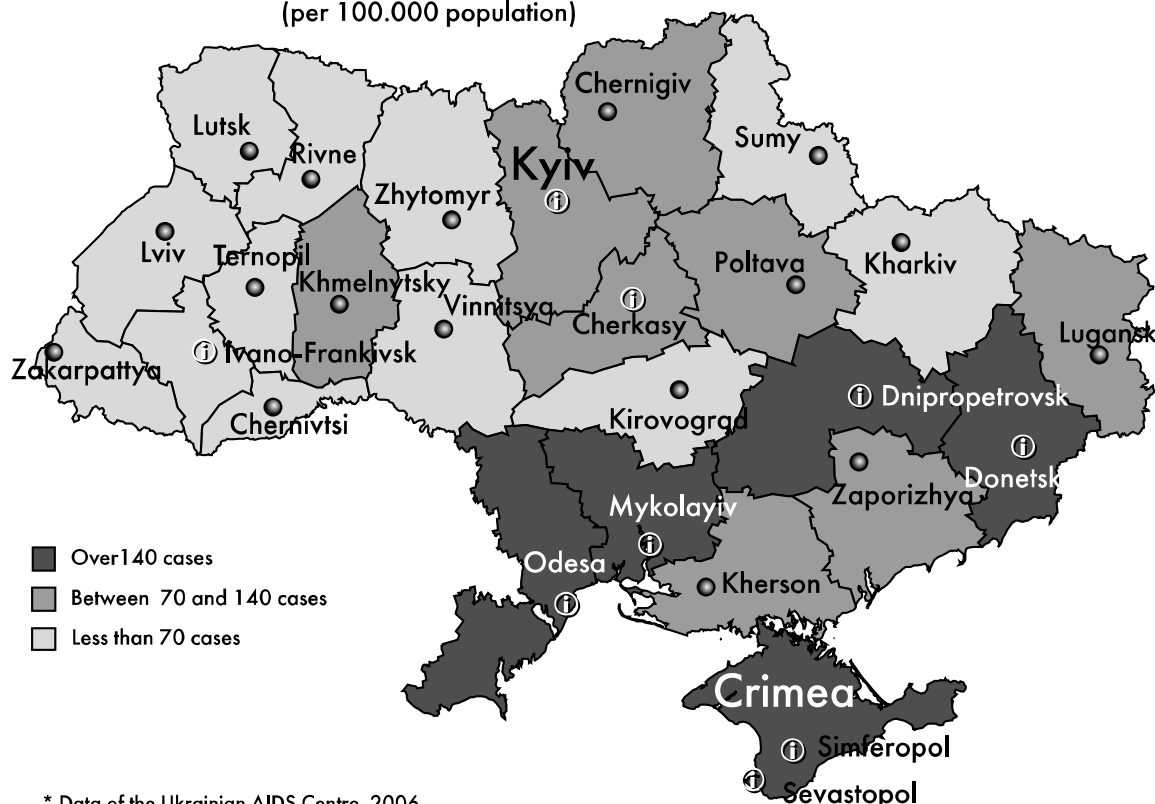 (per 100.000 population)
Chernigiv
Lutsk
Rivne
Sumy
Kyiv
Zhytomyr
Lviv
Ternopil
Khmelnytsky
Vinnitsya
Poltava
Kharkiv
Cherkasy
Lugansk
Zakarpattya
Ivano-Frankivsk
Chernivtsi
Kirovograd
Dnipropetrovsk
Donetsk
Zaporizhya
Mykolayiv
Odesa
Kherson
Over140 cases
Between 70 and 140 cases
Less than 70 cases
Crimea
Simferopol
Sevastopol
* Data of the Ukrainian AIDS Centre, 2006